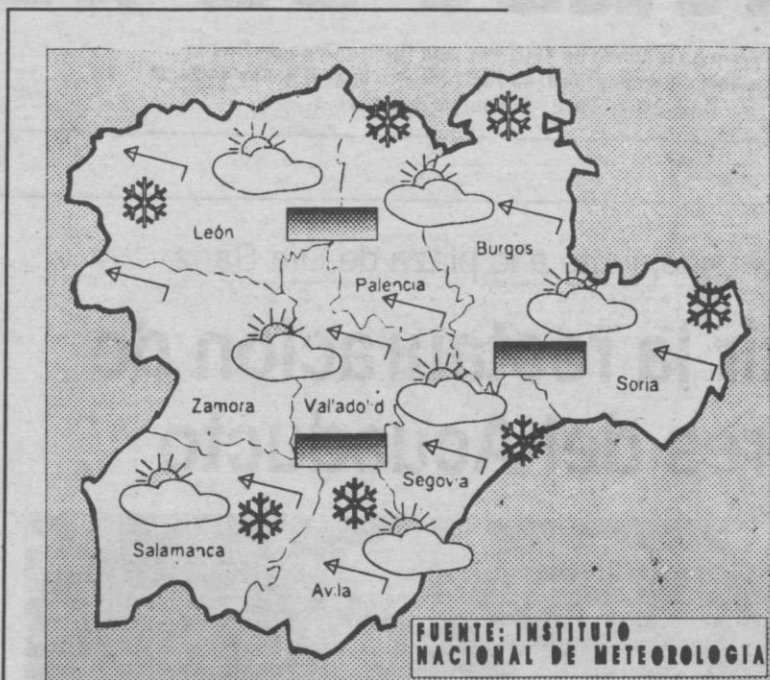 León
Burgos
Palencia
Soria
Zamora
Valladolid
Segovia
Salamanca
Avila
FUENTE: INSTITUTO
NACIONAL DE METEOROLOGIA